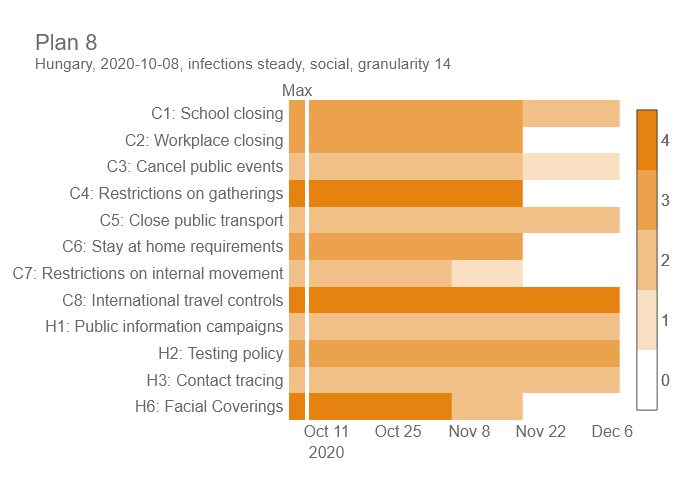 Plan 8
Hungary, 2020-10-08, infections steady, social, granularity 14
Max
C1: School closing
C2: Workplace closing
C3: Cancel public events
C4: Restrictions on gatherings
C5: Close public transport
C6: Stay at home requirements
C7: Restrictions on internal movement
C8: International travel controls
H1: Public information campaigns
H2: Testing policy
H3: Contact tracing
H6: Facial Coverings
Oct 11 Oct 25 Nov 8 Nov 22 Dec 6
2020
4
3
2
1
0